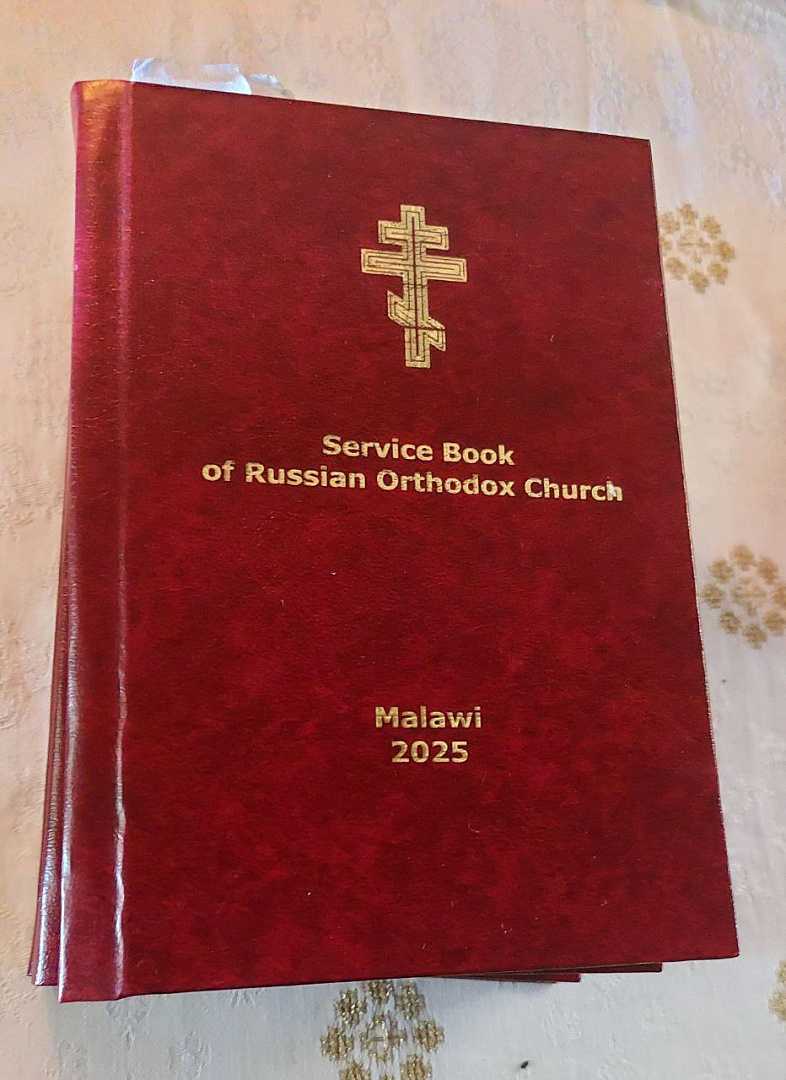 Service Book
of Russian Orthodox Church
Malawi
2025